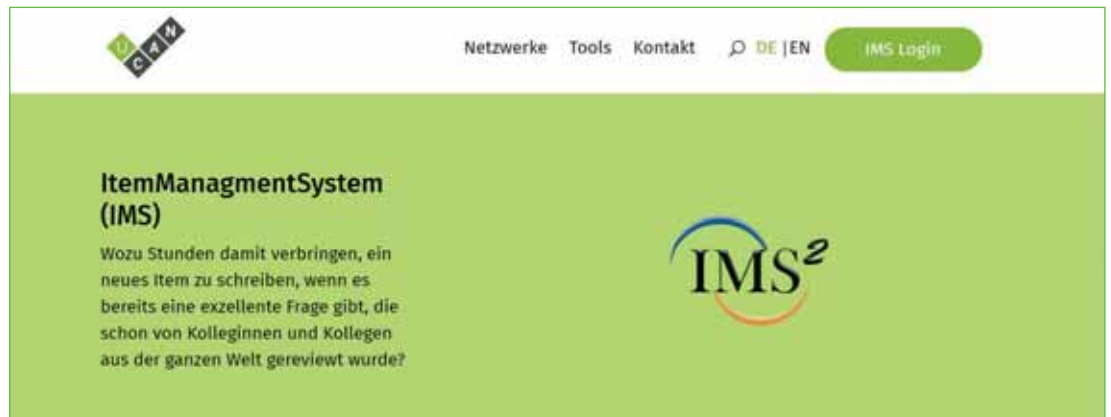 U CAN
Netzwerke Tools Kontakt DE | EN IMS Login
ItemManagmentSystem
(IMS)
Wozu Stunden damit verbringen, ein
neues Item zu schreiben, wenn es
bereits eine exzellente Frage gibt, die
schon von Kolleginnen und Kollegen
aus der ganzen Welt gereviewt wurde?
IMS²